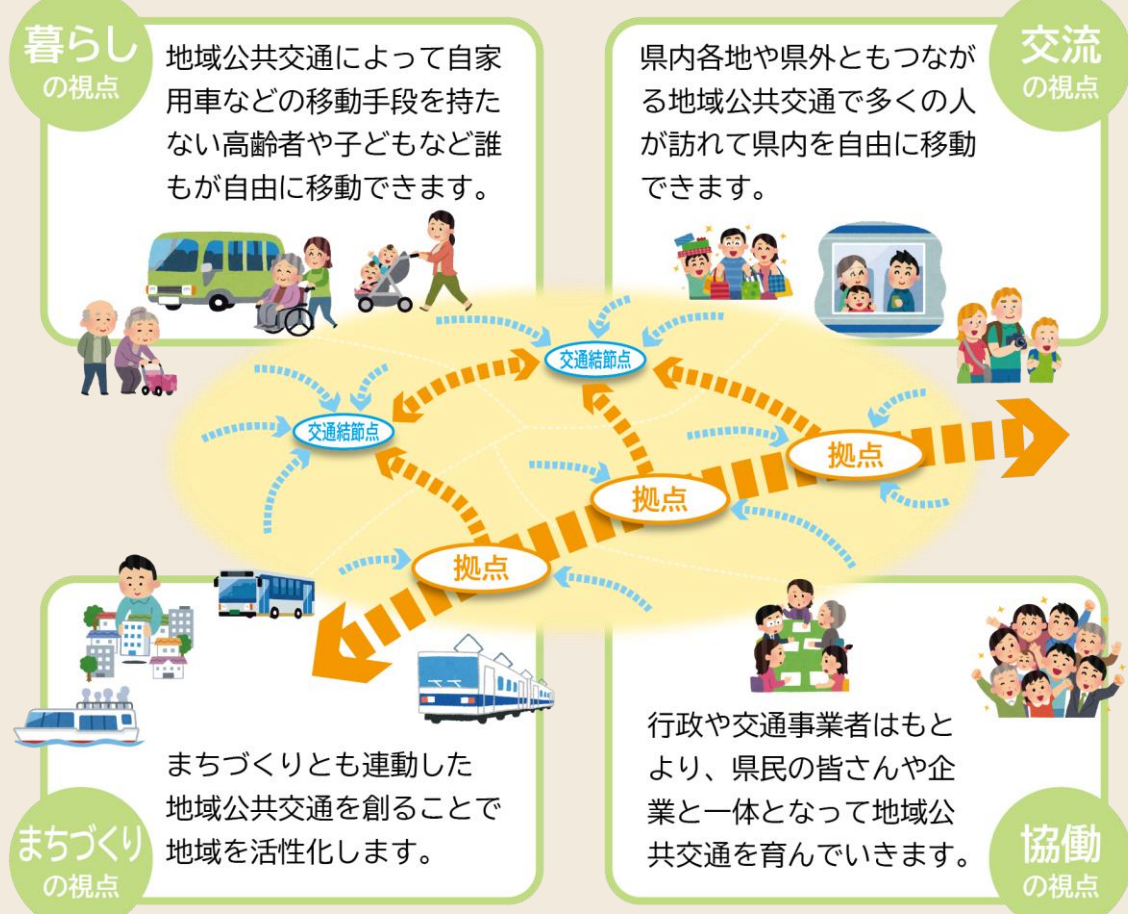 暮らし
の視点
地域公共交通によって自家
用車などの移動手段を持た
ない高齢者や子どもなど誰
もが自由に移動できます。
交流
の視点
県内各地や県外ともつなが
る地域公共交通で多くの人
が訪れて県内を自由に移動
できます。
交通結節点
交通結節点
拠点
拠点
拠点
まちづくり
の視点
まちづくりとも連動した
地域公共交通を創ることで
地域を活性化します。
行政や交通事業者はもと
より、県民の皆さんや企
業と一体となって地域公
共交通を育んでいきます。
協働
の視点